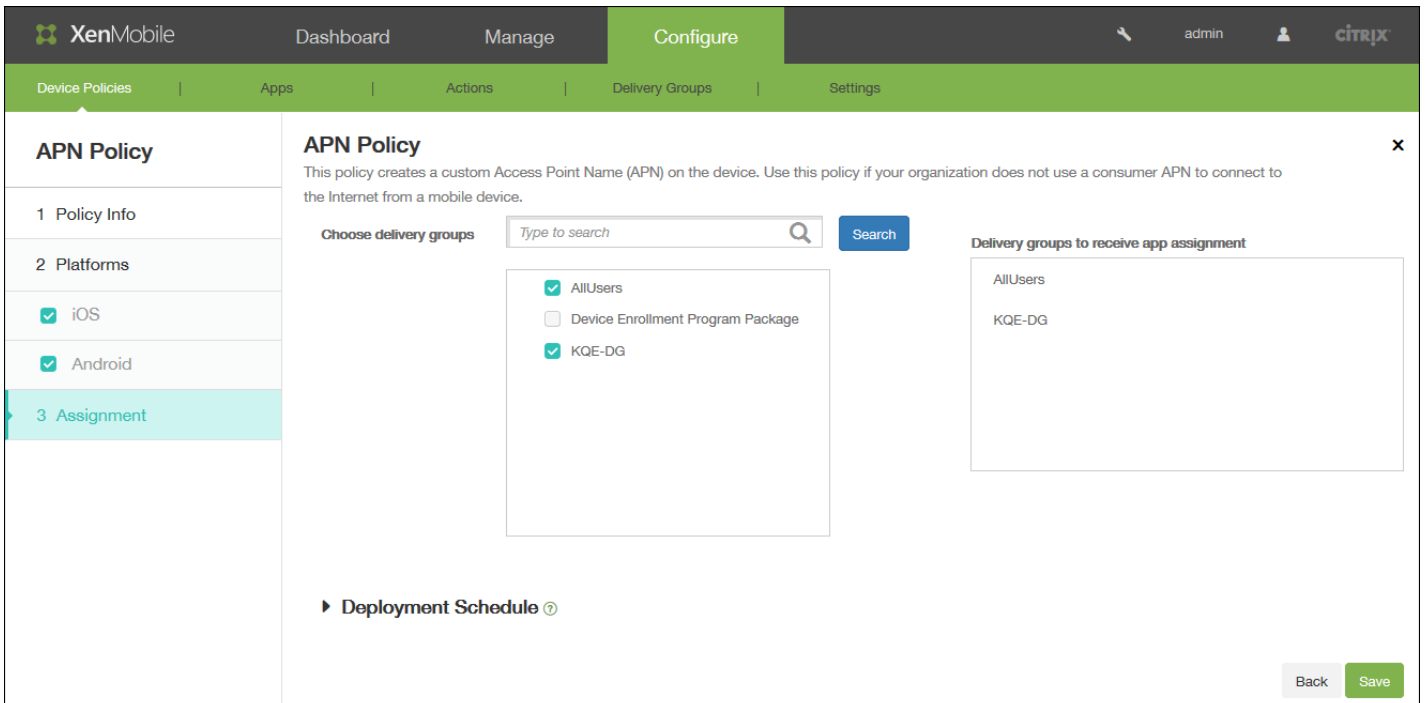 XenMobile Dashboard Manage Configure admin CITRIX
Device Policies | Apps | Actions | Delivery Groups | Settings
APN Policy
1 Policy Info
2 Platforms
iOS
Android
3 Assignment
APN Policy
This policy creates a custom Access Point Name (APN) on the device. Use this policy if your organization does not use a consumer APN to connect to
the Internet from a mobile device.
Choose delivery groups
Type to search
Search
AllUsers
Device Enrollment Program Package
KQE-DG
Delivery groups to receive app assignment
AllUsers
KQE-DG
Deployment Schedule ?
Back Save